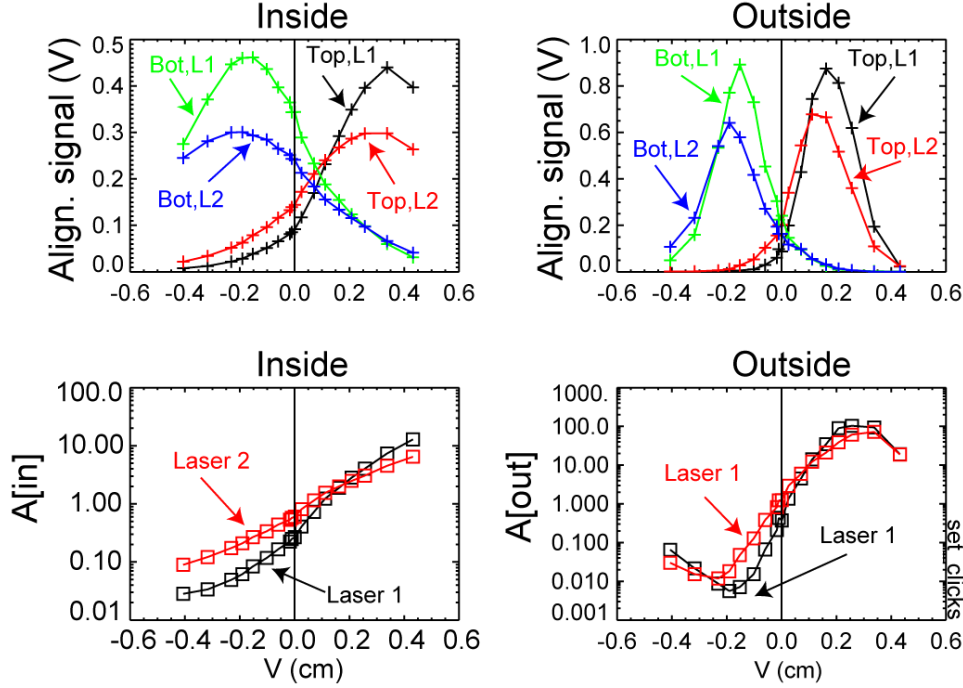 Inside
Outside
Align. signal (V)
0.5
0.4
0.3
0.2
0.1
0.0
Bot,L1
Top,L1
Bot,L2
Top,L2
-0.6 -0.4 -0.2 0.0 0.2 0.4 0.6
Align. signal (V)
1.0
0.8
0.6
0.4
0.2
0.0
Bot,L1
Top,L1
Bot,L2
Top,L2
-0.6 -0.4 -0.2 0.0 0.2 0.4 0.6
Inside
Outside
A[in]
100.0
10.00
1.00
0.10
0.01
Laser 2
Laser 1
-0.6 -0.4 -0.2 0.0 0.2 0.4 0.6
V (cm)
A[out]
1000.
100.0
10.00
1.000
0.100
0.010
0.001
Laser 1
Laser 1
-0.6 -0.4 -0.2 0.0 0.2 0.4 0.6
V (cm)
set_clicks